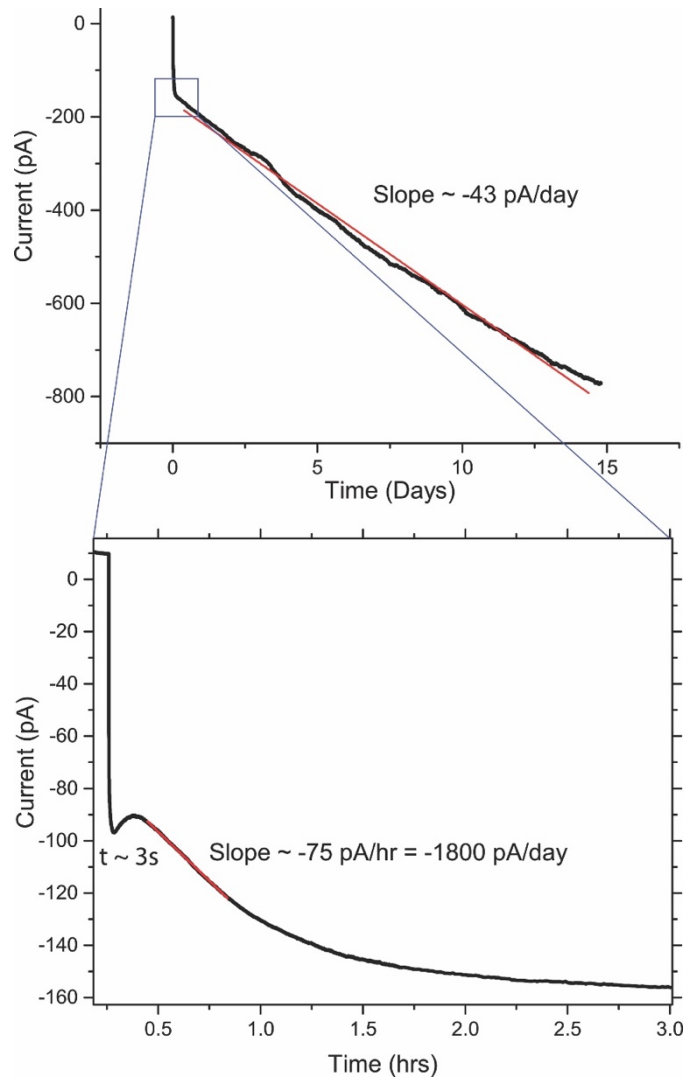 0
-200
-400
-600
-800
Current (pA)
Slope ~ -43 pA/day
0 5 10 15
Time (Days)
0
-20
-40
-60
-80
-100
-120
-140
-160
Current (pA)
t ~ 3s
Slope ~ -75 pA/hr = -1800 pA/day
0.5 1.0 1.5 2.0 2.5 3.0
Time (hrs)